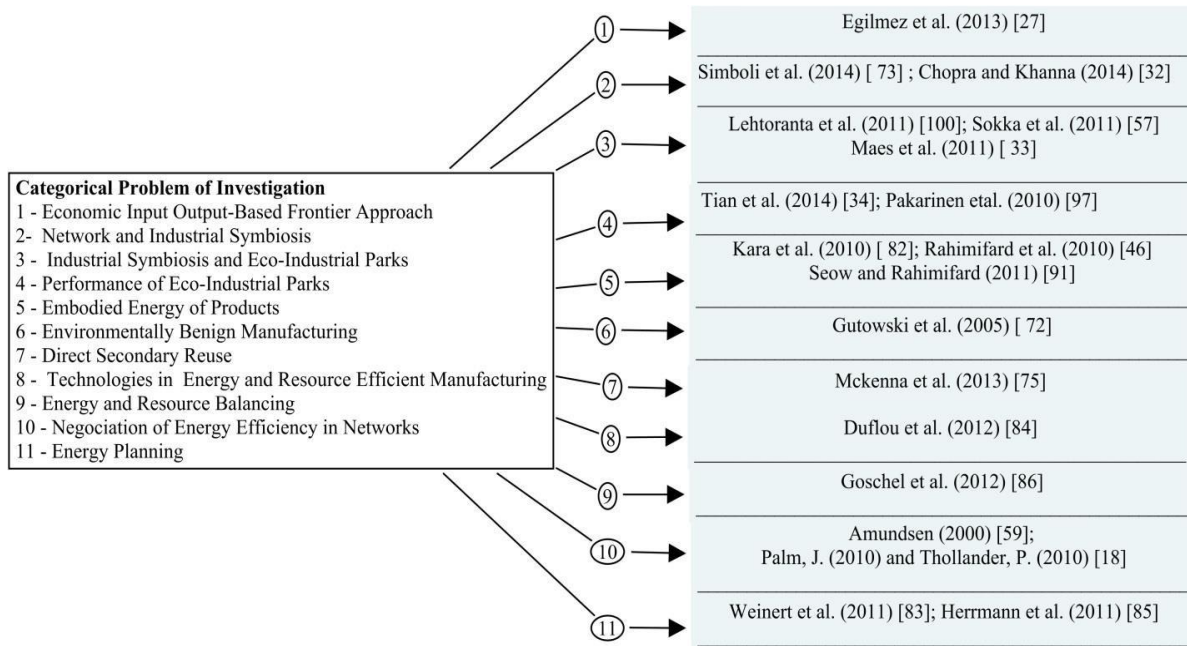 Categorical Problem of Investigation
1 - Economic Input Output-Based Frontier Approach
2- Network and Industrial Symbiosis
3 - Industrial Symbiosis and Eco-Industrial Parks
4 - Performance of Eco-Industrial Parks
5 - Embodied Energy of Products
6 - Environmentally Benign Manufacturing
7 - Direct Secondary Reuse
8 - Technologies in Energy and Resource Efficient Manufacturing
9 - Energy and Resource Balancing
10 - Negociation of Energy Efficiency in Networks
11 - Energy Planning
1
Egilmez et al. (2013) [27]
2
Simboli et al. (2014) [ 73] ; Chopra and Khanna (2014) [32]
3
Lehtoranta et al. (2011) [100]; Sokka et al. (2011) [57]
Maes et al. (2011) [ 33]
4
Tian et al. (2014) [34]; Pakarinen etal. (2010) [97]
5
Kara et al. (2010) [ 82]; Rahimifard et al. (2010) [46]
Seow and Rahimifard (2011) [91]
6
Gutowski et al. (2005) [ 72]
7
Mckenna et al. (2013) [75]
8
Duflou et al. (2012) [84]
9
Goschel et al. (2012) [86]
10
Amundsen (2000) [59];
Palm, J. (2010) and Thollander, P. (2010) [18]
11
Weinert et al. (2011) [83]; Herrmann et al. (2011) [85]